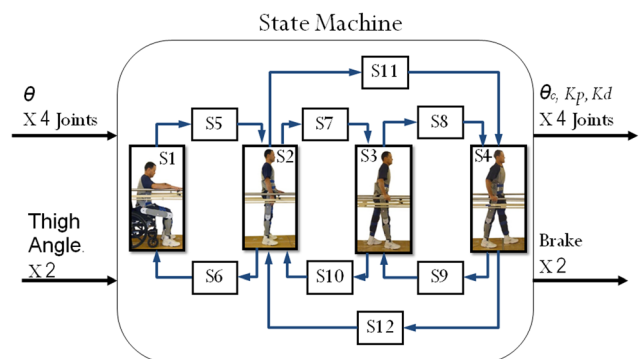 State Machine
S11
θ
X 4 Joints
S5
S7
S8
θc, Kp, Kd
X 4 Joints
S1
S2
S3
S4
Thigh
Angle.
X 2
S6
S10
S9
Brake
X 2
S12